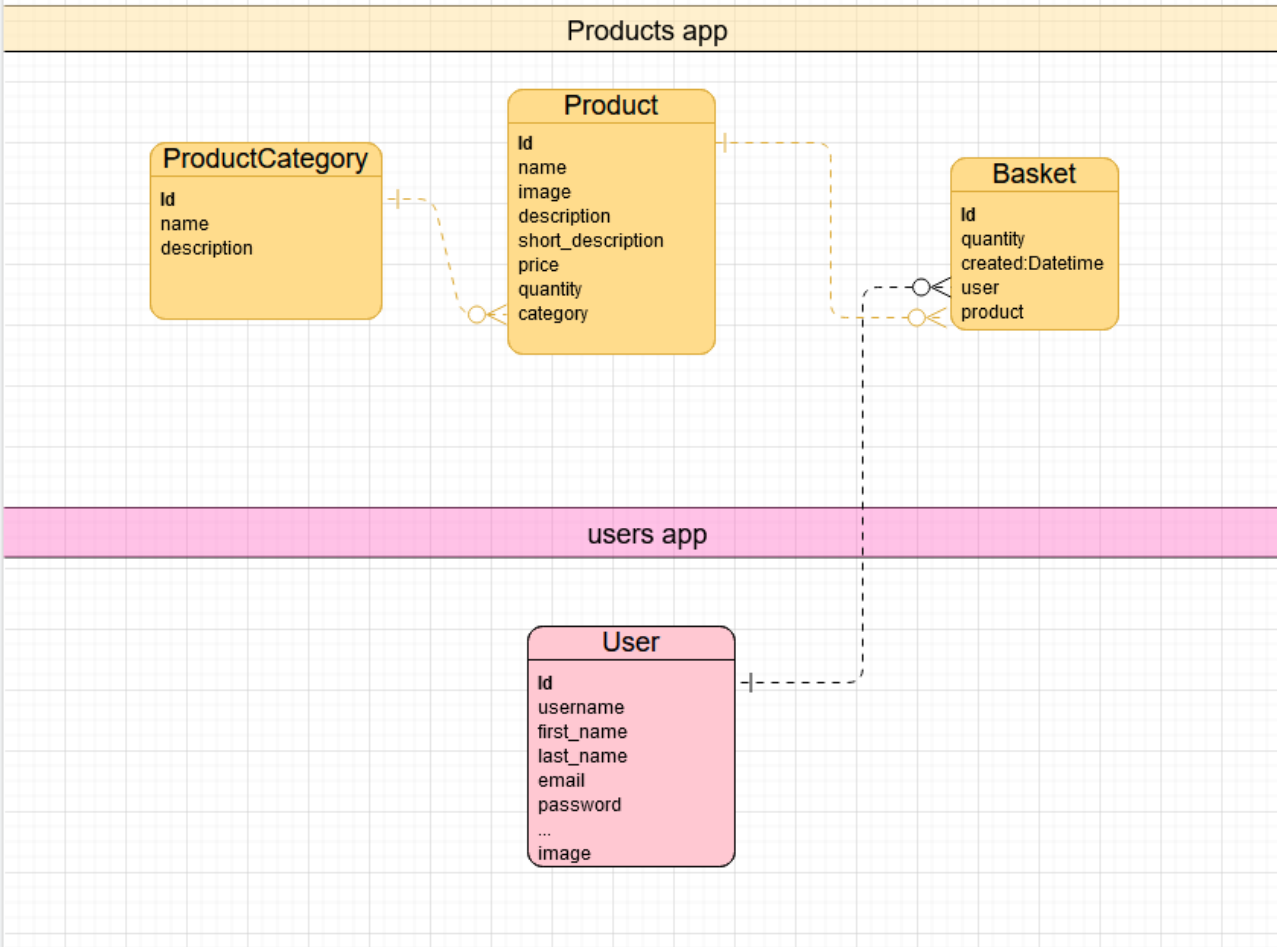 Products app
ProductCategory
Id
name
description
Product
Id
name
image
description
short_description
price
quantity
category
Basket
Id
quantity
created:Datetime
user
product
users app
User
Id
username
first_name
last_name
email
password
...
image